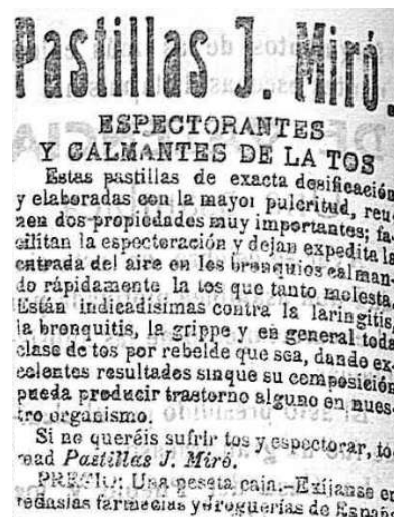 Pastillas J. Miró.
ESPECTORANTES
Y CALMANTES DE LA TOS
Estas pastillas de exacta dosificación
y elaboradas con la mayor pulcritud, reu-
nen dos propiedades muy importantes; fa-
cilitan la espectoración y dejan expedita la
entrada del aire en los bronquios calman-
do rápidamente la tos que tanto molesta.
Están indicadísimas contra la laringitis,
la bronquitis, la grippe y en general toda
clase de tos por rebelde que sea, dando ex-
celentes resultados sin que su composición
pueda producir trastorno alguno en nues-
tro organismo.
Si no queréis sufrir tos y espectorar, to-
mad Pastillas J. Miró.
PRECIO: Una peseta caja.—Exíjanse en
todas las farmacias y droguerías de España